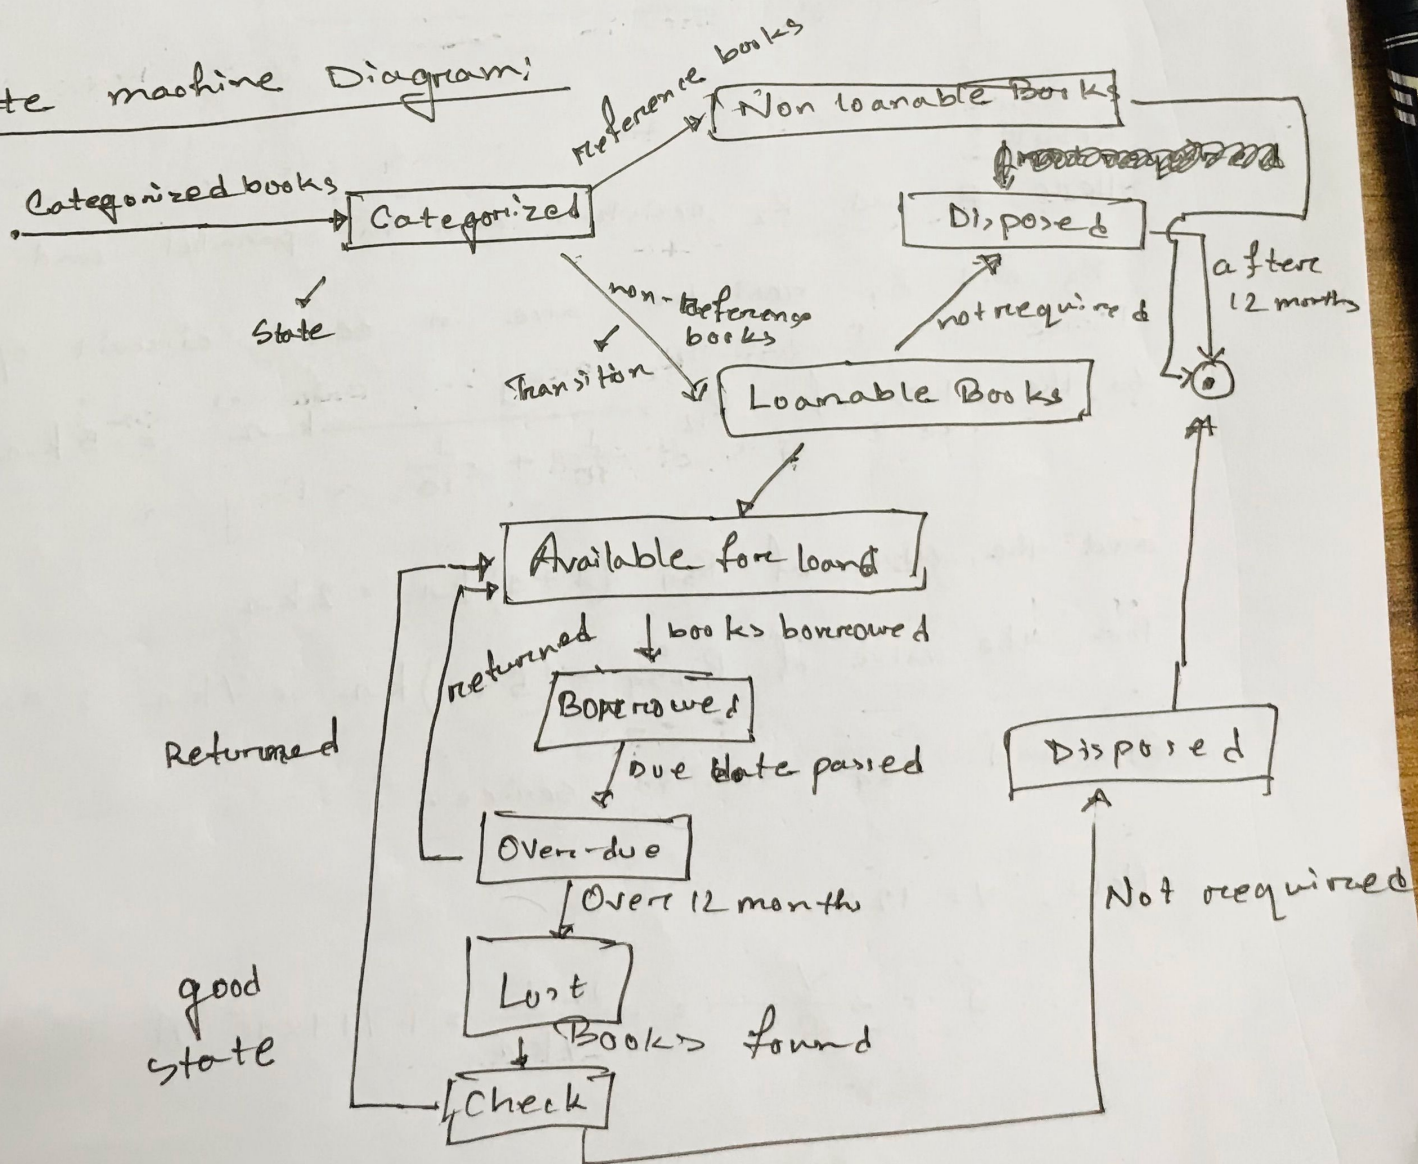 te machine Diagram:
reference books
Non loanable Books
Categorized books
Categorized
Disposed
after
12 months
State
non-reference
books
not required
Transition
Loanable Books
Available for loand
returned
books borrowed
Borrowed
Returned
Due date passed
Disposed
Over-due
Over 12 months
Not required
Lost
good
state
Books found
Check